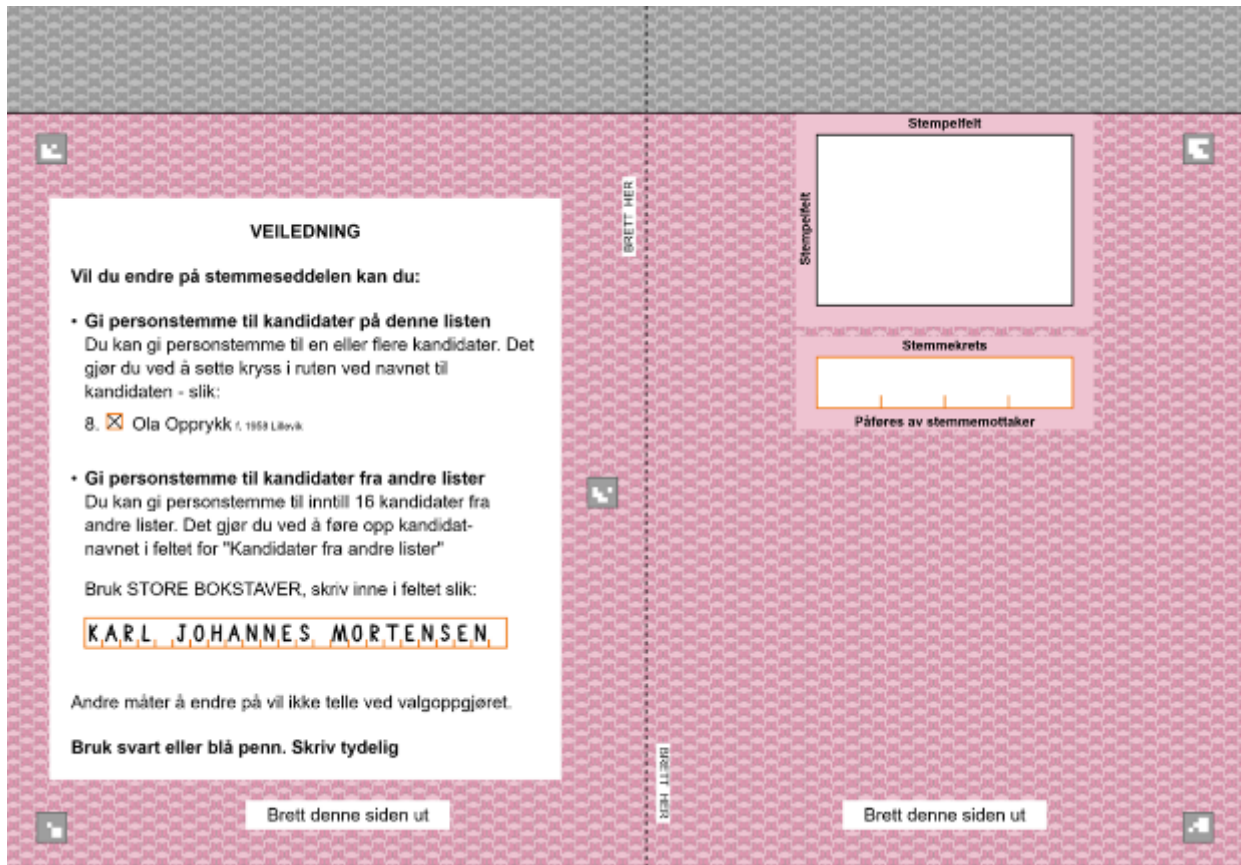 VEILEDNING
Vil du endre på stemmeseddelen kan du:
• Gi personstemme til kandidater på denne listen
Du kan gi personstemme til en eller flere kandidater. Det
gjør du ved å sette kryss i ruten ved navnet til
kandidaten - slik:
8. ☒ Ola Opprykk f. 1958 Lillevik
• Gi personstemme til kandidater fra andre lister
Du kan gi personstemme til inntill 16 kandidater fra
andre lister. Det gjør du ved å føre opp kandidat-
navnet i feltet for "Kandidater fra andre lister"
Bruk STORE BOKSTAVER, skriv inne i feltet slik:
KARL JOHANNES MORTENSEN
Andre måter å endre på vil ikke telle ved valgoppgjøret.
Bruk svart eller blå penn. Skriv tydelig
Brett denne siden ut
BRETT HER
BRETT HER
Stempelfelt
Stempelfelt
Stemmekrets
Påføres av stemmemottaker
Brett denne siden ut